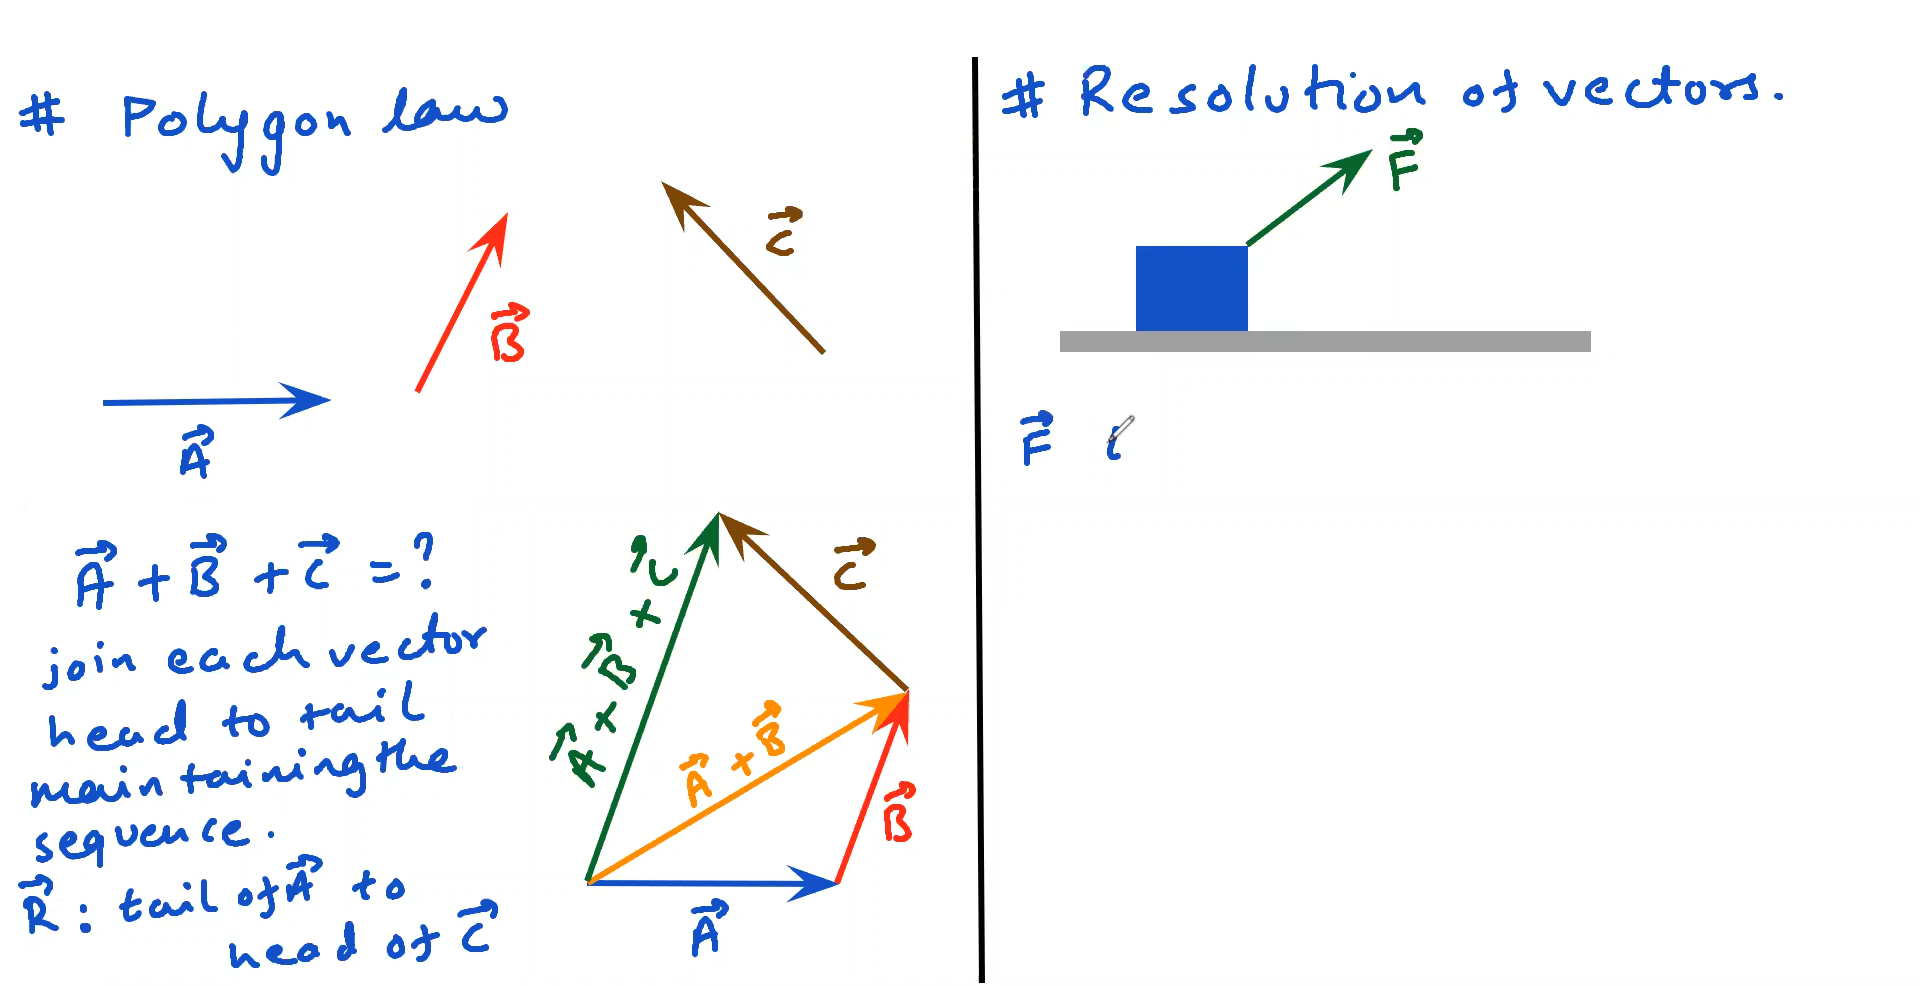 # Polygon law
C⃗
B⃗
A⃗
A⃗ + B⃗ + C⃗ = ?
join each vector
head to tail
maintaining the
sequence.
R⃗ : tail of A⃗ to
head of C⃗
A⃗ + B⃗ + C⃗
C⃗
A⃗ + B⃗
B⃗
A⃗
# Resolution of vectors.
F⃗
F⃗